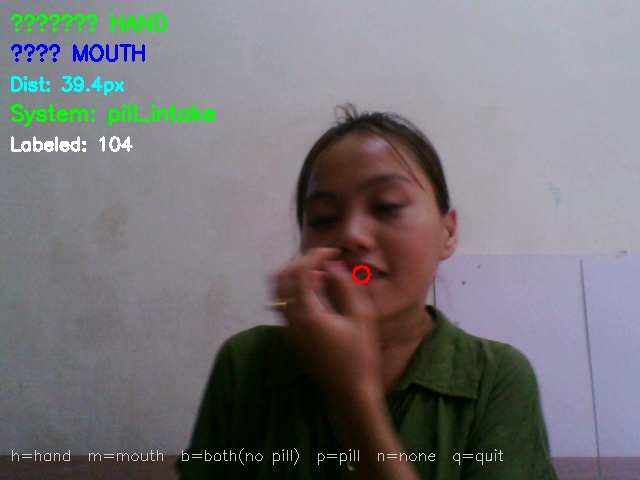 ??????? HAND
???? MOUTH
Dist: 39.4px
System: pill_intake
Labeled: 104
h=hand m=mouth b=both(no pill) p=pill n=none q=quit